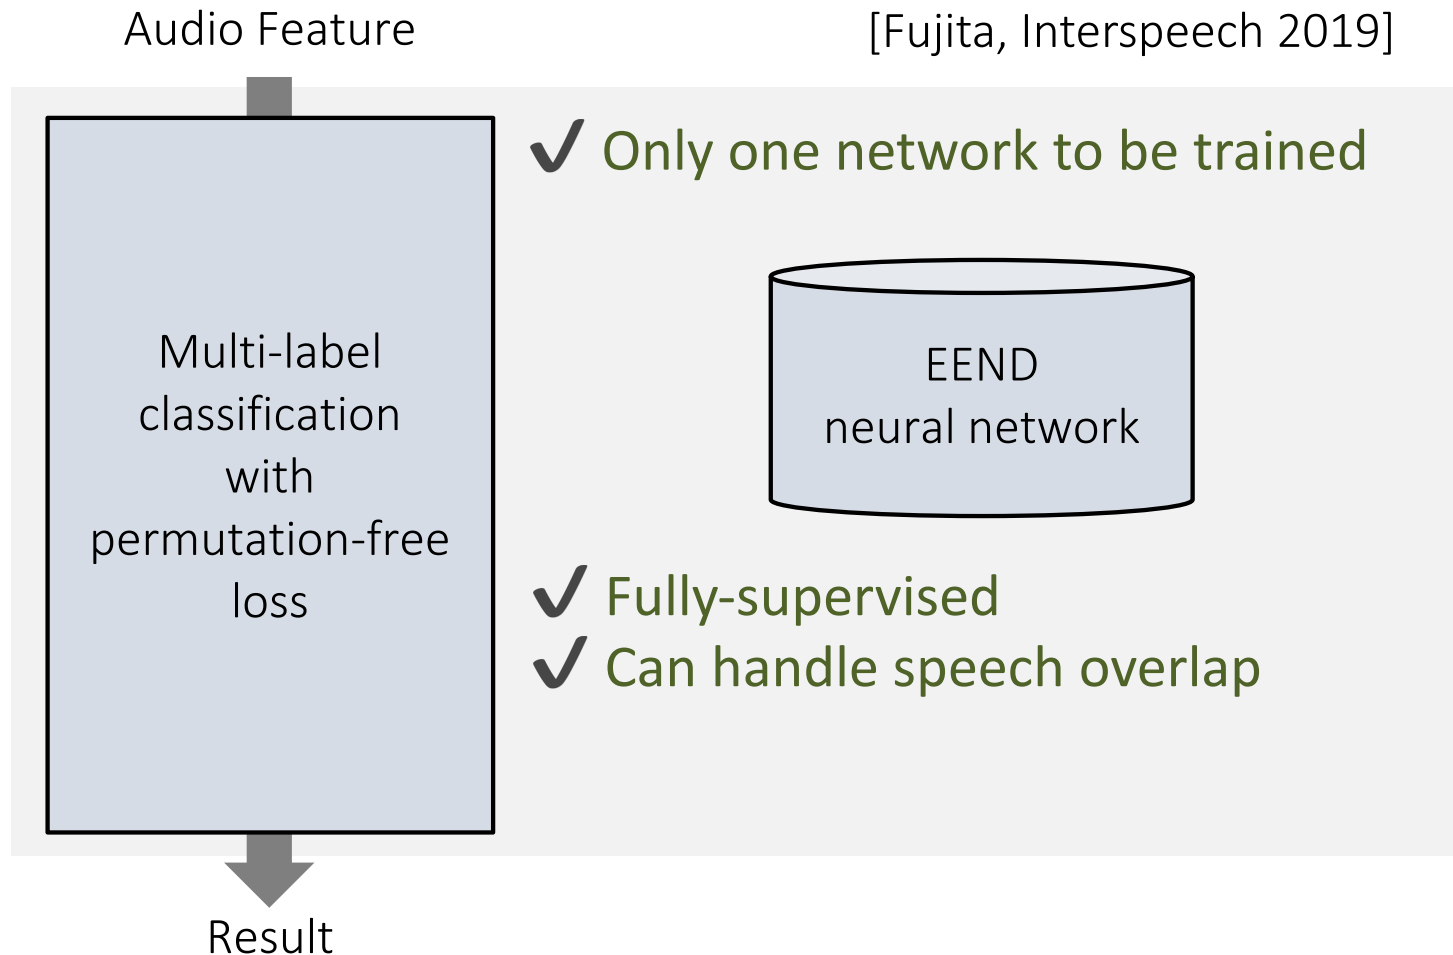 Audio Feature
[Fujita, Interspeech 2019]
Multi-label
classification
with
permutation-free
loss
Only one network to be trained
EEND
neural network
Fully-supervised
Can handle speech overlap
Result